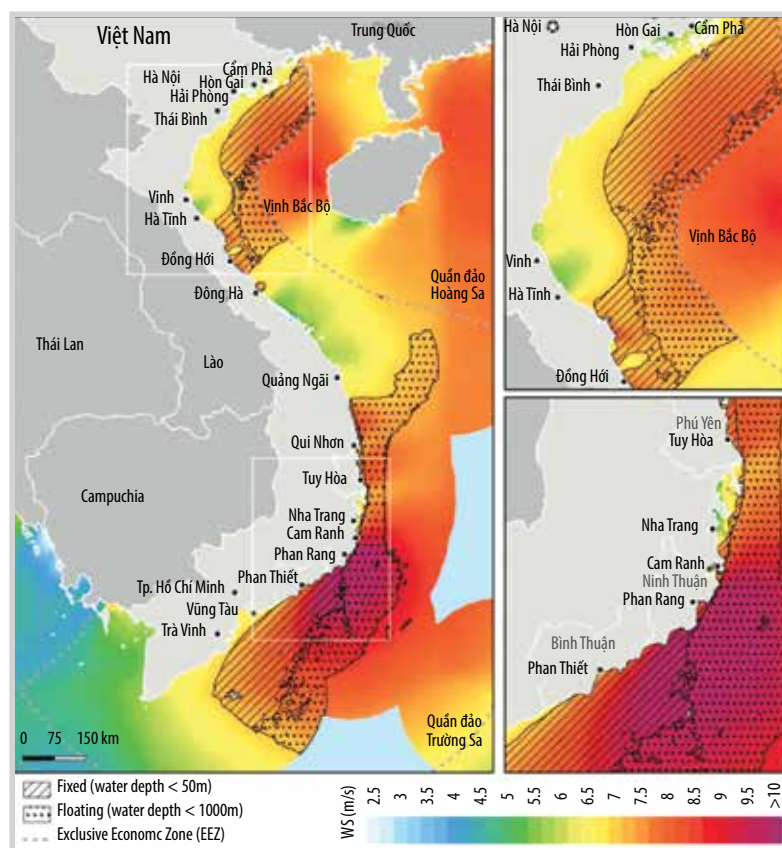 Việt Nam
Trung Quốc
Hà Nội
Cẩm Phả
Hòn Gai
Hải Phòng
Thái Bình
Vinh
Hà Tĩnh
Vịnh Bắc Bộ
Đồng Hới
Đông Hà
Quần đảo
Hoàng Sa
Thái Lan
Lào
Quảng Ngãi
Qui Nhơn
Campuchia
Tuy Hòa
Nha Trang
Cam Ranh
Phan Rang
Phan Thiết
Tp. Hồ Chí Minh
Vũng Tàu
Trà Vinh
Quần đảo
Trường Sa
0 75 150 km
Hà Nội
Hòn Gai
Cẩm Phả
Hải Phòng
Thái Bình
Vịnh Bắc Bộ
Vinh
Hà Tĩnh
Đồng Hới
Phú Yên
Tuy Hòa
Nha Trang
Cam Ranh
Ninh Thuận
Phan Rang
Bình Thuận
Phan Thiết
Fixed (water depth < 50m)
Floating (water depth < 1000m)
Exclusive Economc Zone (EEZ)
WS (m/s)
2.5 3 3.5 4 4.5 5 5.5 6 6.5 7 7.5 8 8.5 9 9.5 >10